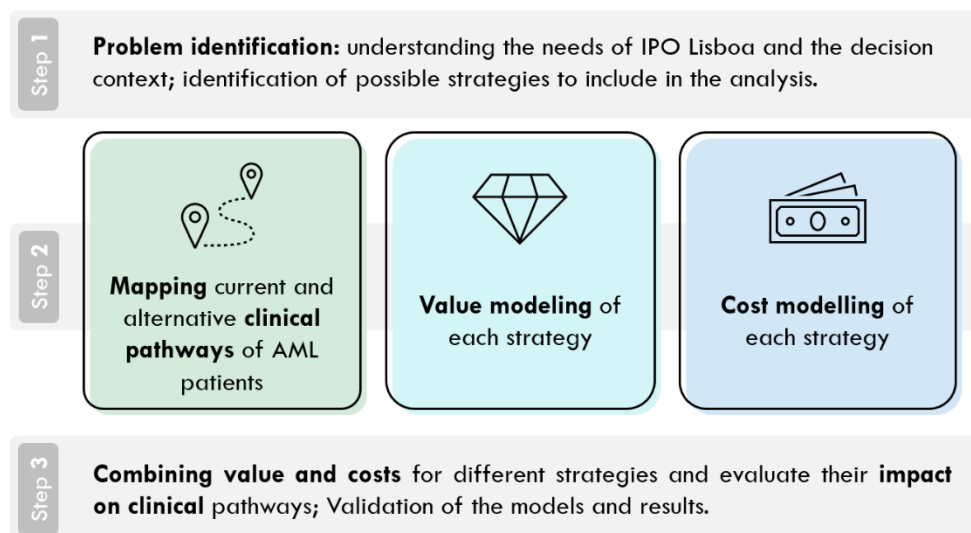 Step 1
Problem identification: understanding the needs of IPO Lisboa and the decision
context; identification of possible strategies to include in the analysis.
Step 2
Mapping current and
alternative clinical
pathways of AML
patients
Value modeling of
each strategy
Cost modelling of
each strategy
Step 3
Combining value and costs for different strategies and evaluate their impact
on clinical pathways; Validation of the models and results.